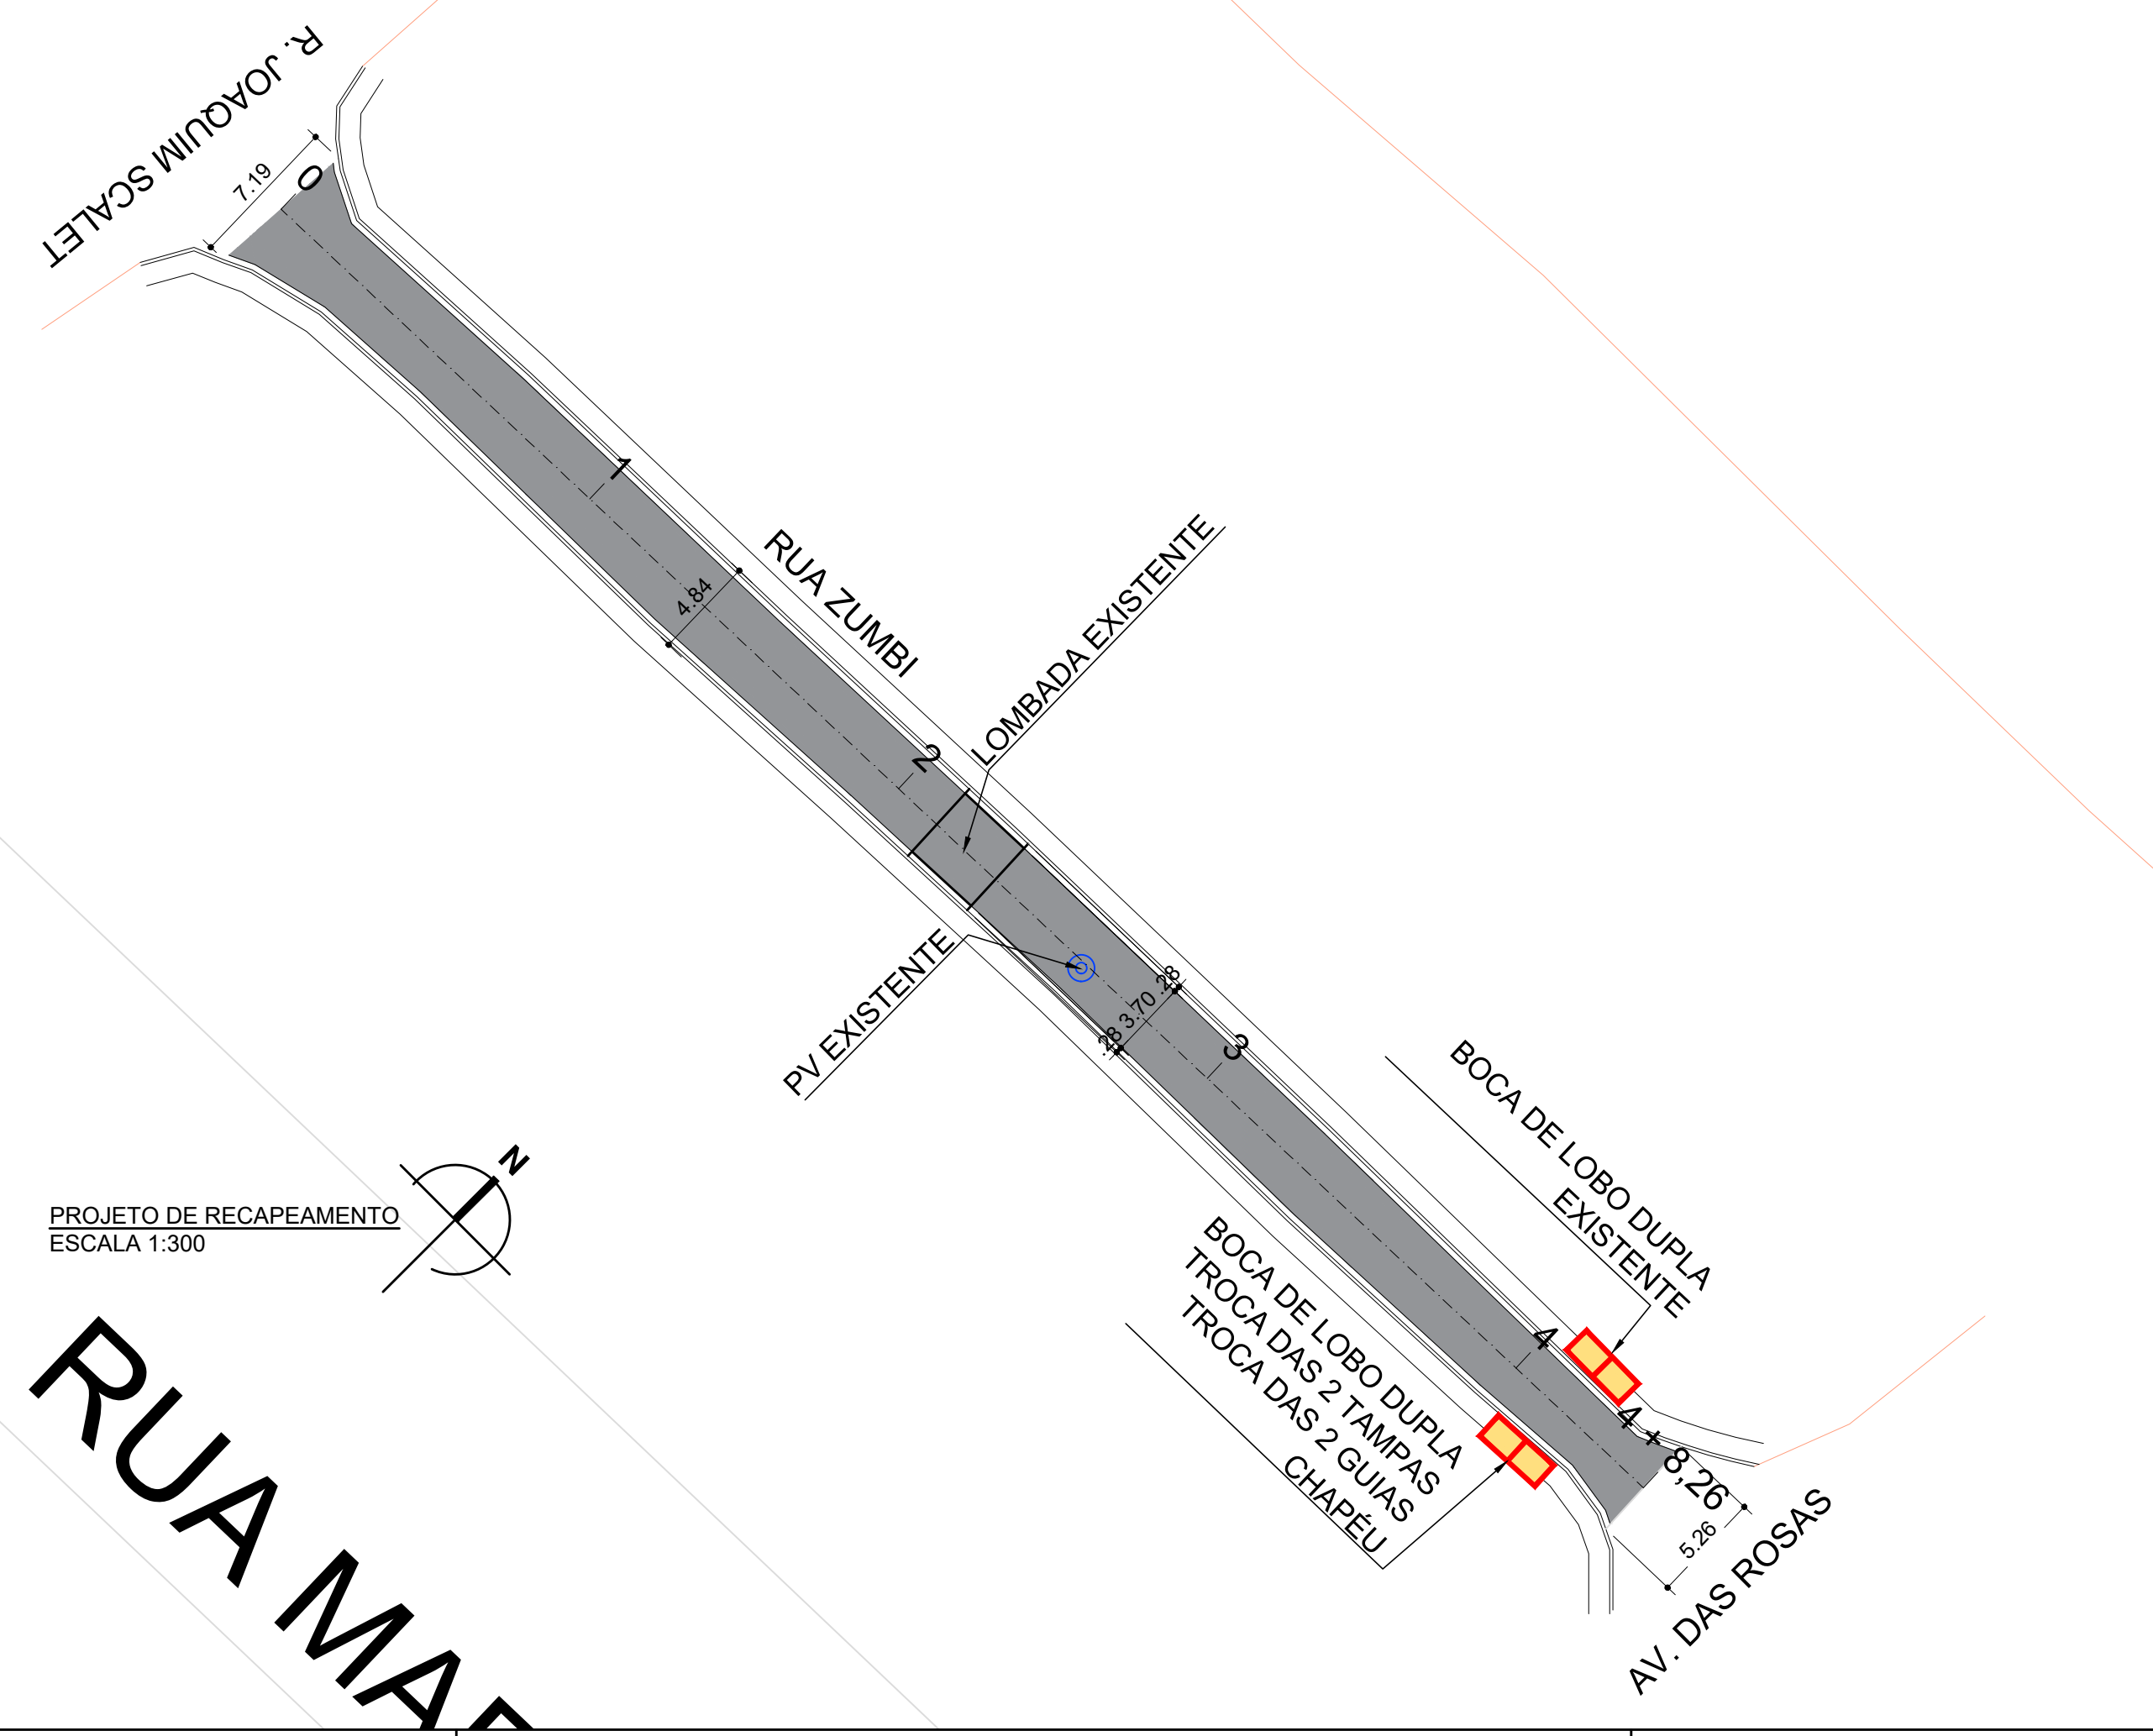 R. JOAQUIM SCALET
7.19
0
1
4.84
RUA ZUMBI
2
LOMBADA EXISTENTE
PV EXISTENTE
.28 3.70 .28
3
BOCA DE LOBO DUPLA
EXISTENTE
BOCA DE LOBO DUPLA
TROCA DAS 2 TAMPAS
TROCA DAS 2 GUIAS
CHAPÉU
4
4 + 8,26
5.26
AV. DAS ROSAS
N
PROJETO DE RECAPEAMENTO
ESCALA 1:300
RUA MA